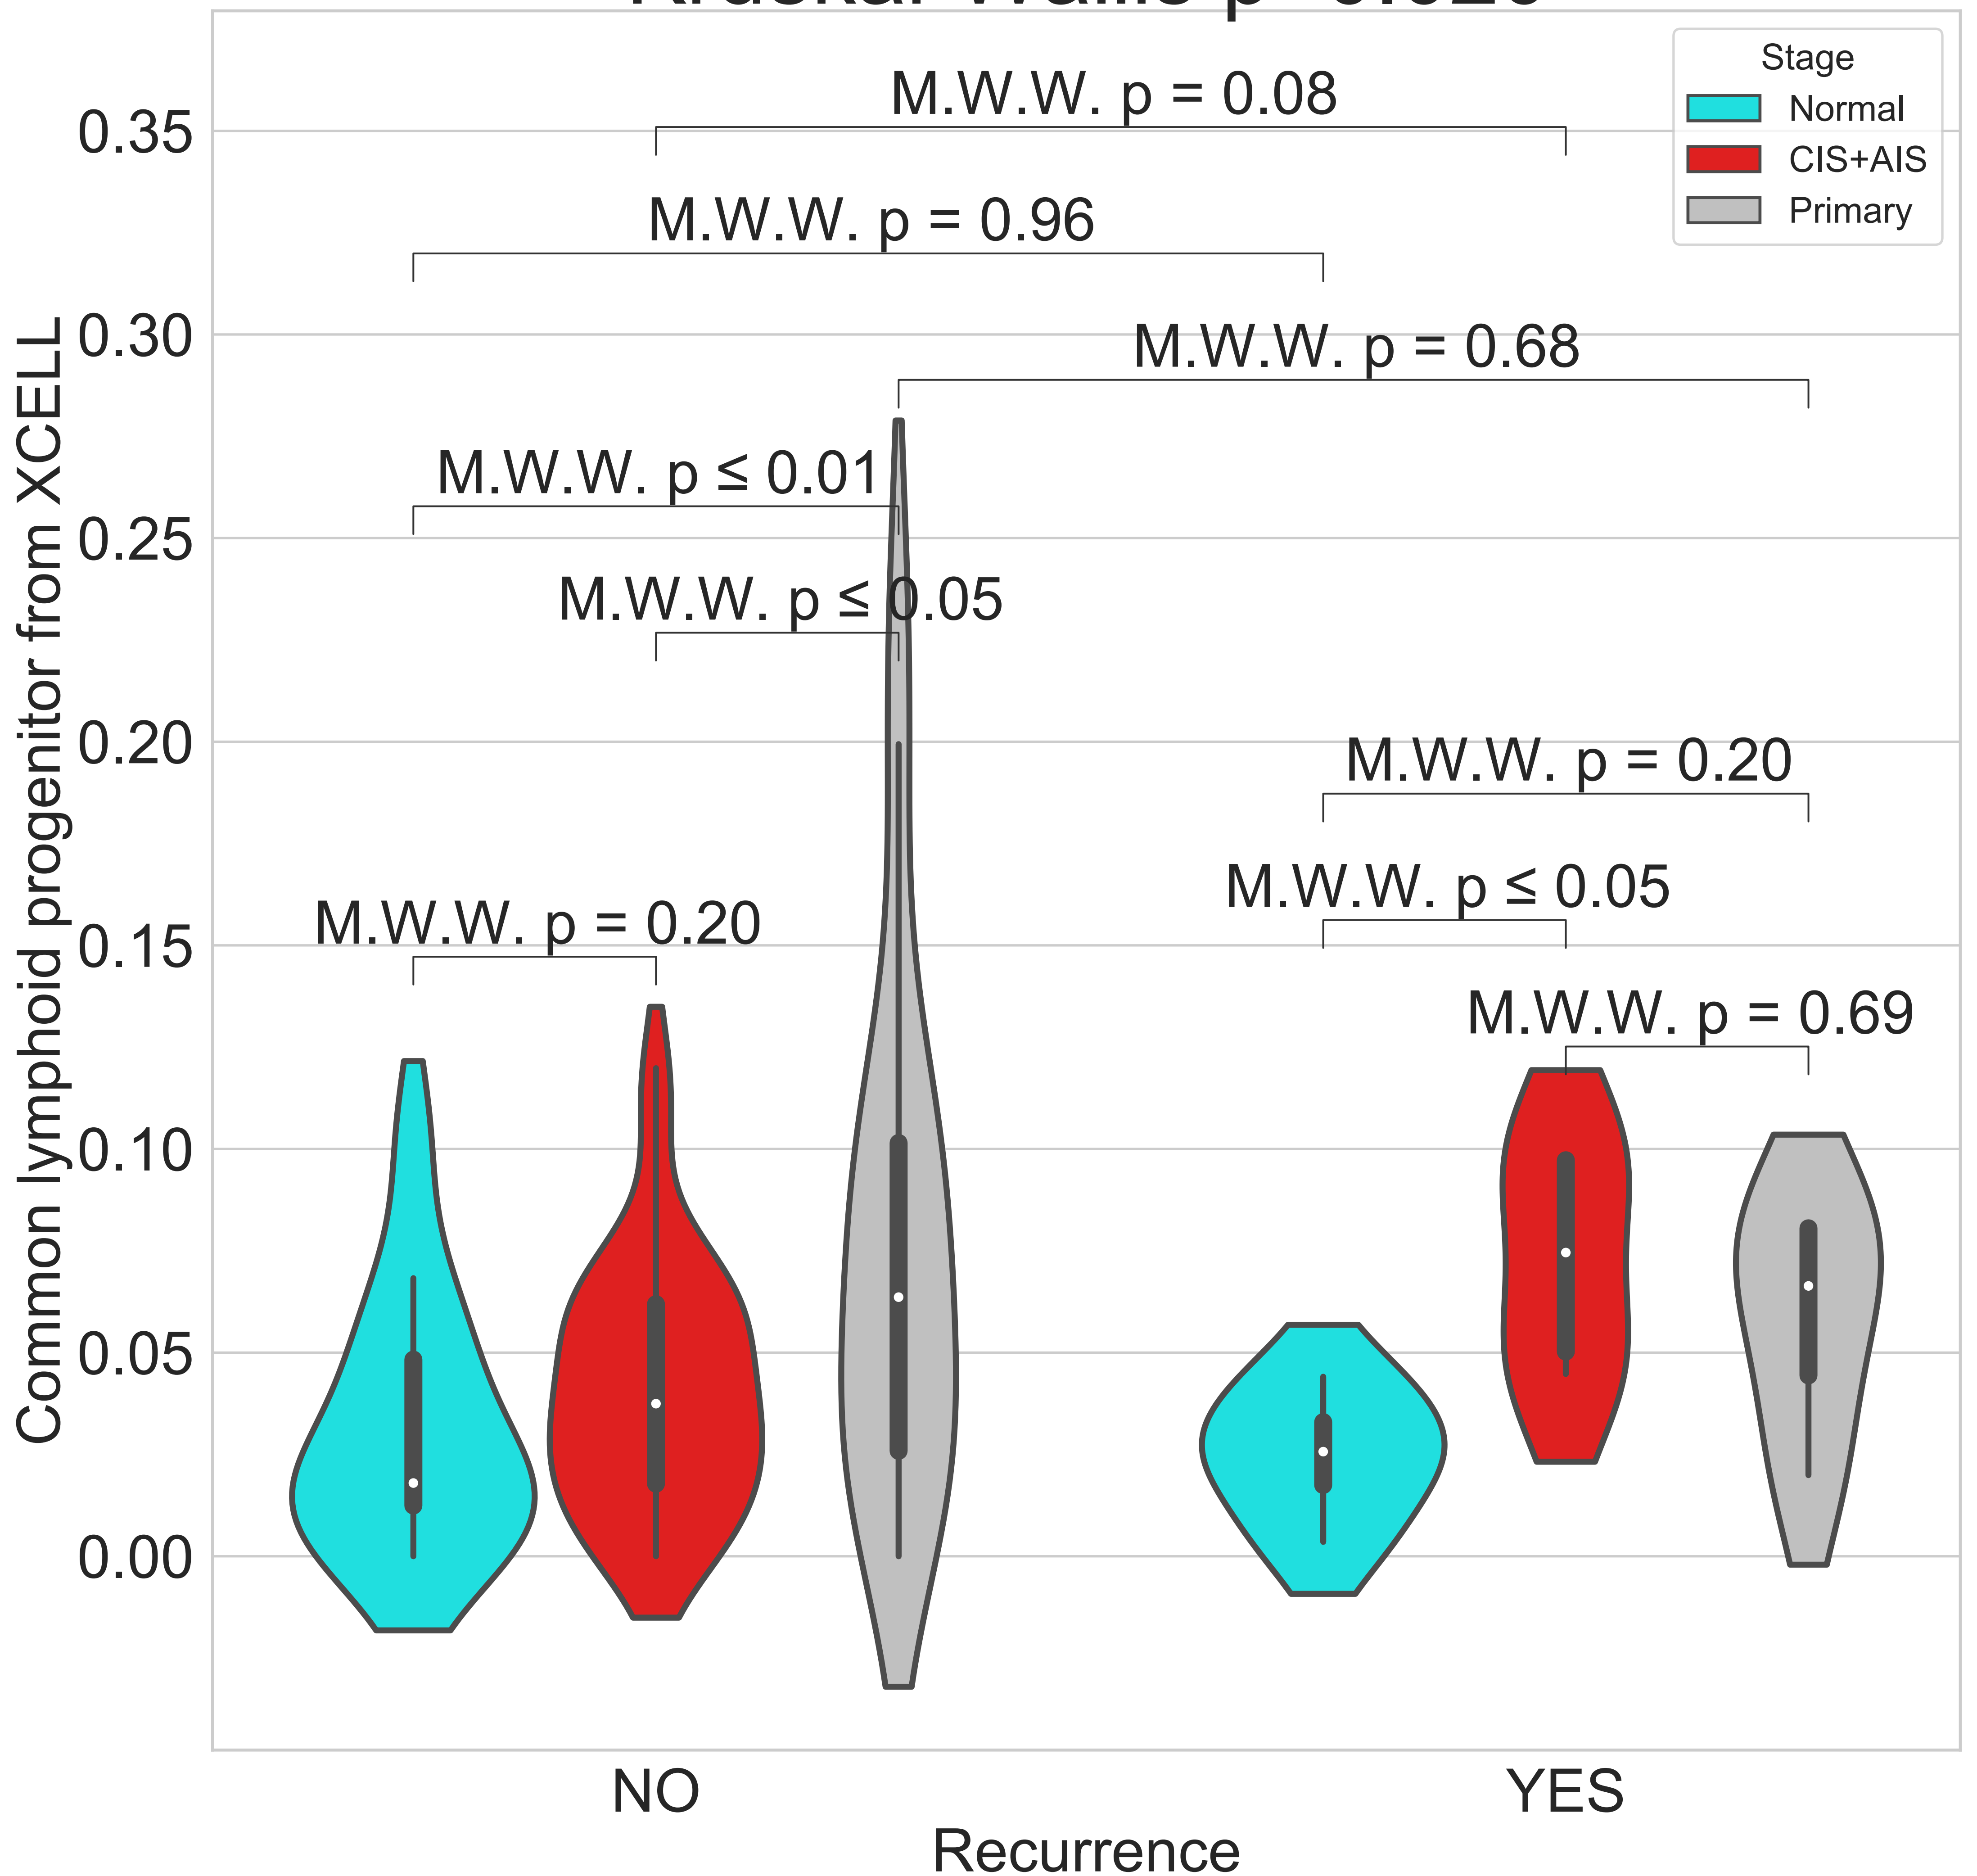 Stage
Normal
CIS+AIS
Primary
M.W.W. p = 0.08
M.W.W. p = 0.96
M.W.W. p = 0.68
M.W.W. p ≤ 0.01
M.W.W. p ≤ 0.05
M.W.W. p = 0.20
M.W.W. p = 0.20
M.W.W. p ≤ 0.05
M.W.W. p = 0.69
0.35
0.30
0.25
0.20
0.15
0.10
0.05
0.00
Common lymphoid progenitor from XCELL
NO
YES
Recurrence